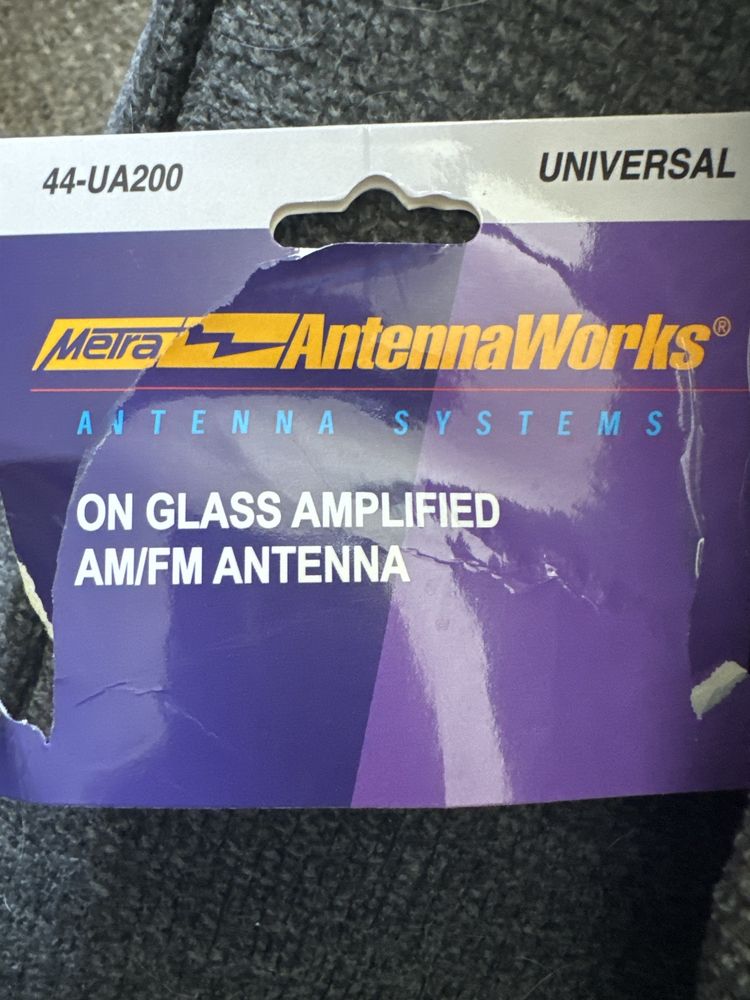 44-UA200
UNIVERSAL
Metra AntennaWorks®
ANTENNA SYSTEMS
ON GLASS AMPLIFIED
AM/FM ANTENNA